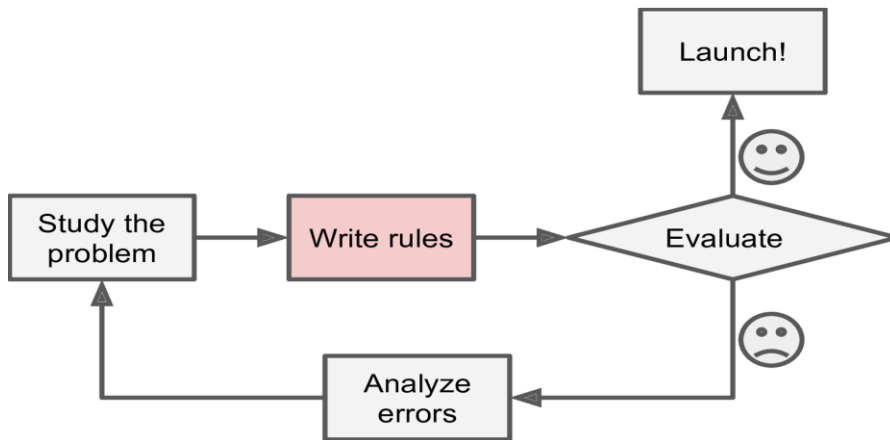 Launch!
Study the
problem
Write rules
Evaluate
Analyze
errors